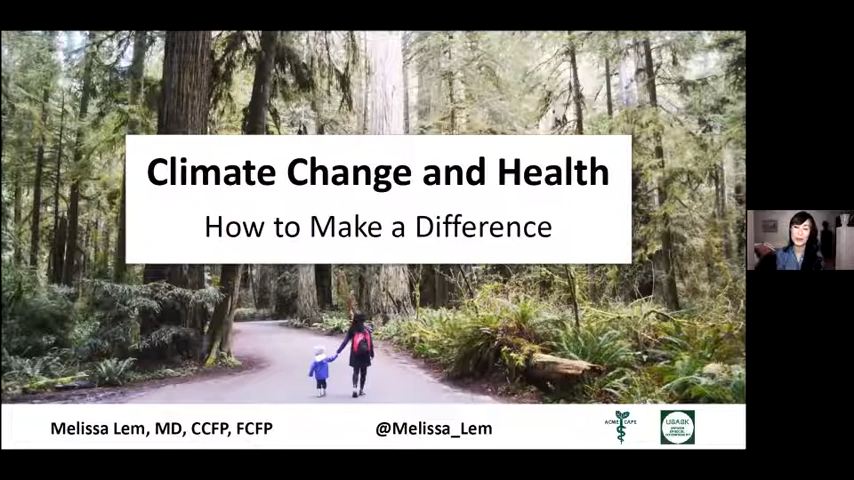 Climate Change and Health
How to Make a Difference
Melissa Lem, MD, CCFP, FCFP
@Melissa_Lem